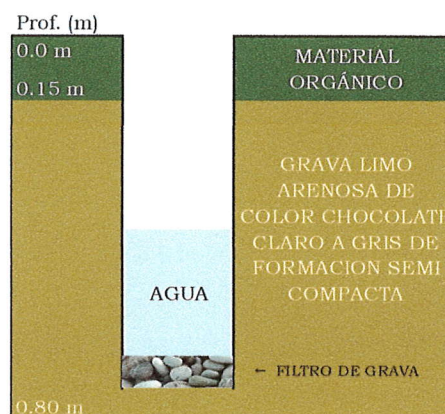 Prof. (m)
0.0 m
0.15 m
MATERIAL
ORGÁNICO
GRAVA LIMO
ARENOSA DE
COLOR CHOCOLATE
CLARO A GRIS DE
FORMACION SEMI
COMPACTA
AGUA
← FILTRO DE GRAVA
0.80 m